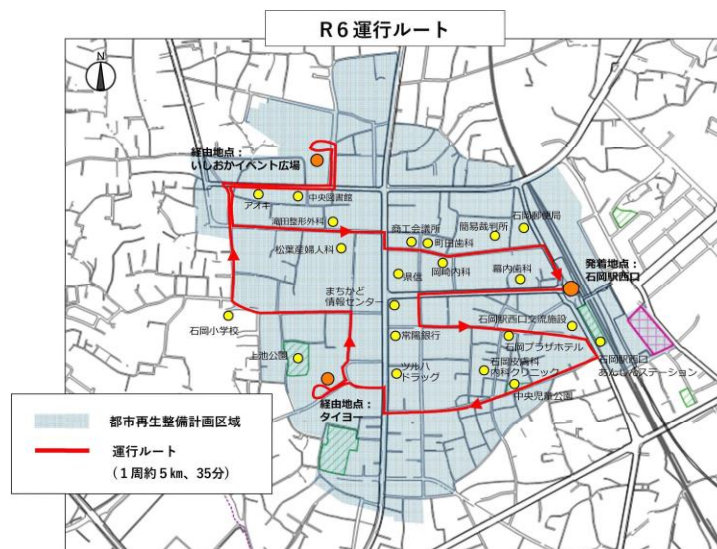 R6運行ルート
N
経由地点：
いしおかイベント広場
アオキ
中央図書館
滝田整形外科
松葉産婦人科
商工会議所
町田歯科
簡易裁判所
石岡郵便局
県信
岡崎内科
幕内歯科
発着地点：
石岡駅西口
まちかど
情報センター
石岡小学校
常陽銀行
石岡駅西口交流施設
石岡プラザホテル
上池公園
ツルハ
ドラッグ
石岡皮膚科
内科クリニック
石岡駅西口
あんしんステーション
中央児童公園
経由地点：
タイヨー
都市再生整備計画区域
運行ルート
（1周約5㎞、35分）